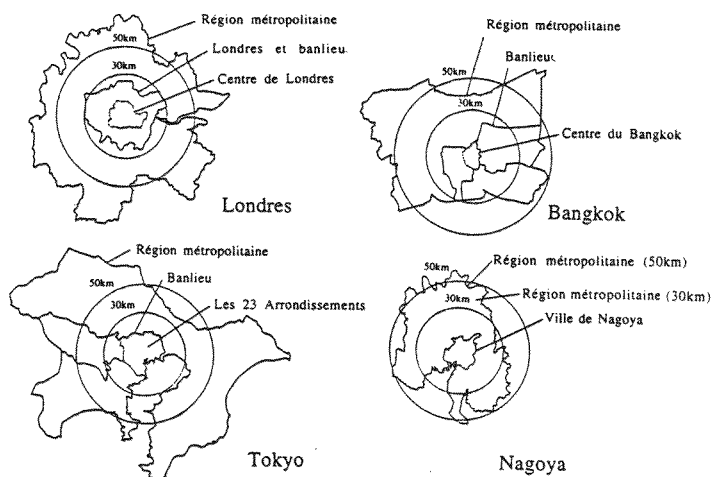 Région métropolitaine
50km
Londres et banlieu
30km
Centre de Londres
Londres
Région métropolitaine
50km
Banlieu
30km
Centre du Bangkok
Bangkok
Région métropolitaine
50km
Banlieu
30km
Les 23 Arrondissements
Tokyo
50km
Région métropolitaine (50km)
30km
Région métropolitaine (30km)
Ville de Nagoya
Nagoya